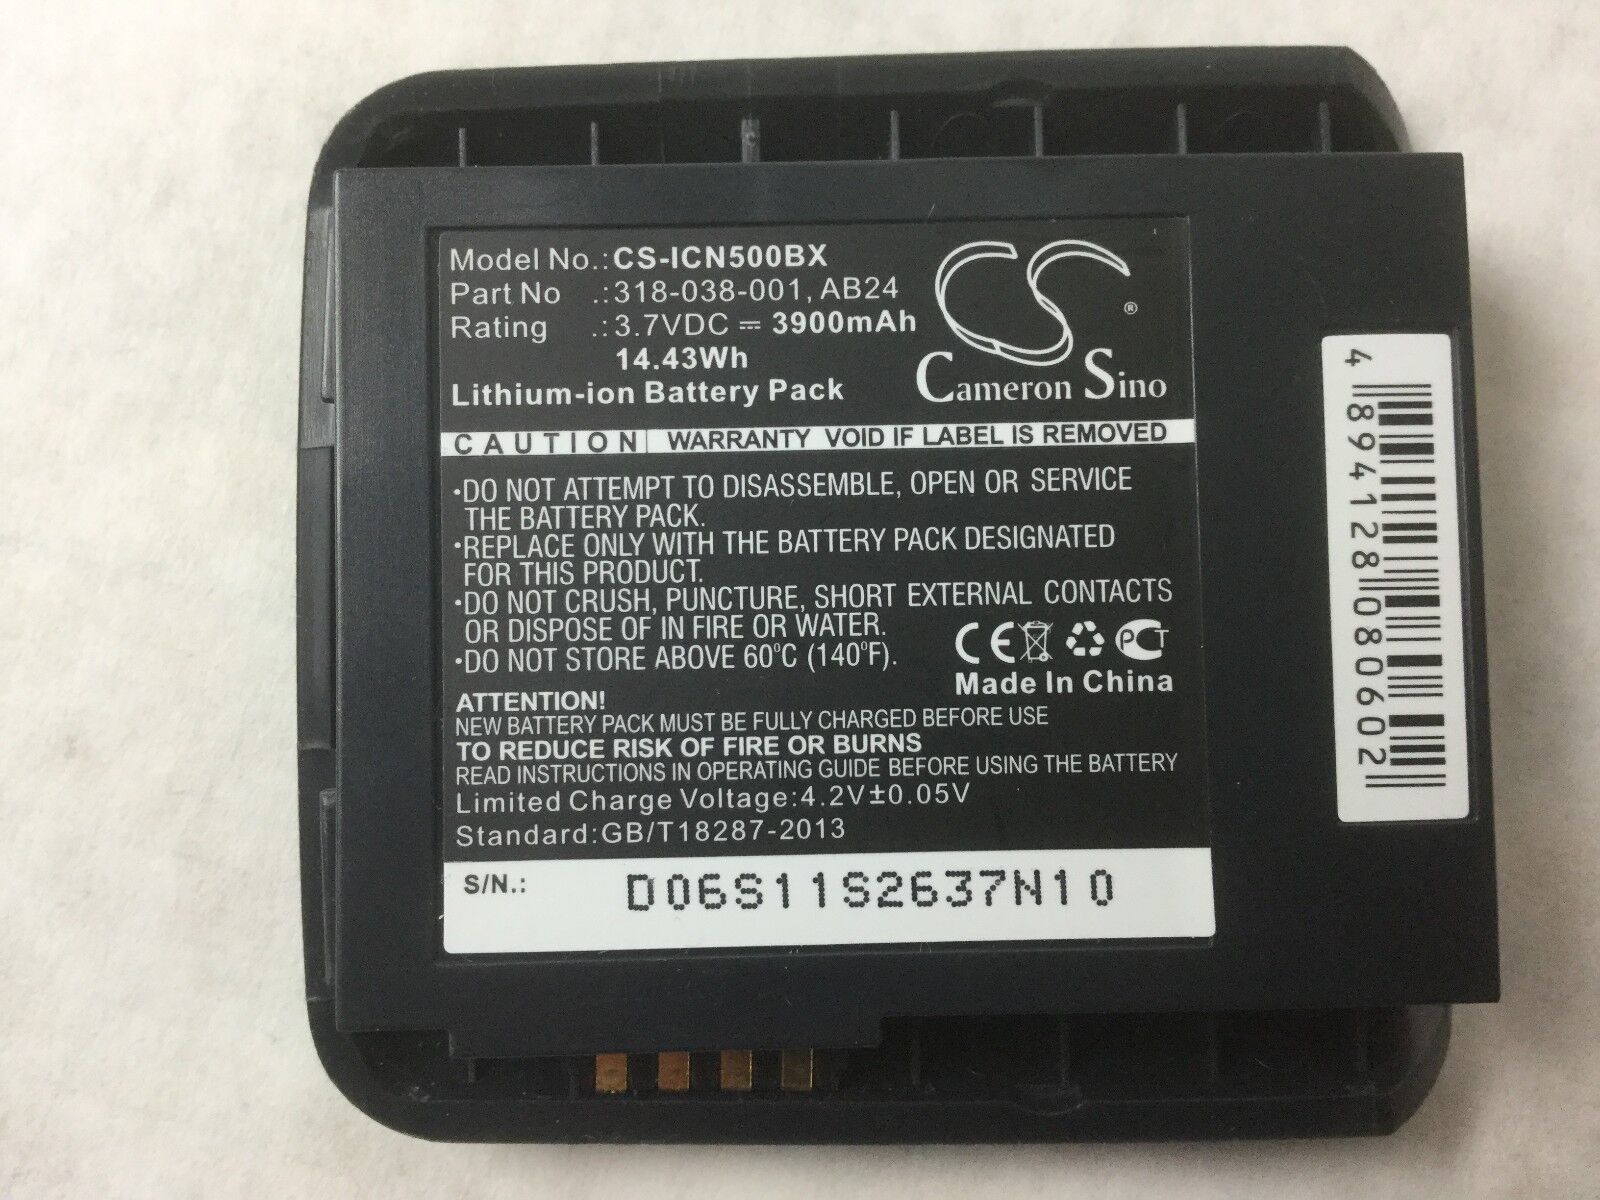 Model No.:CS-ICN500BX
Part No .:318-038-001, AB24
Rating .:3.7VDC ⎓ 3900mAh
14.43Wh
Lithium-ion Battery Pack
CS®
Cameron Sino
CAUTION WARRANTY VOID IF LABEL IS REMOVED
•DO NOT ATTEMPT TO DISASSEMBLE, OPEN OR SERVICE
THE BATTERY PACK.
•REPLACE ONLY WITH THE BATTERY PACK DESIGNATED
FOR THIS PRODUCT.
•DO NOT CRUSH, PUNCTURE, SHORT EXTERNAL CONTACTS
OR DISPOSE OF IN FIRE OR WATER.
•DO NOT STORE ABOVE 60°C (140°F).
CE PCT
Made In China
ATTENTION!
NEW BATTERY PACK MUST BE FULLY CHARGED BEFORE USE
TO REDUCE RISK OF FIRE OR BURNS
READ INSTRUCTIONS IN OPERATING GUIDE BEFORE USING THE BATTERY
Limited Charge Voltage:4.2V±0.05V
Standard:GB/T18287-2013
S/N.: D06S11S2637N10
4 894128 080602